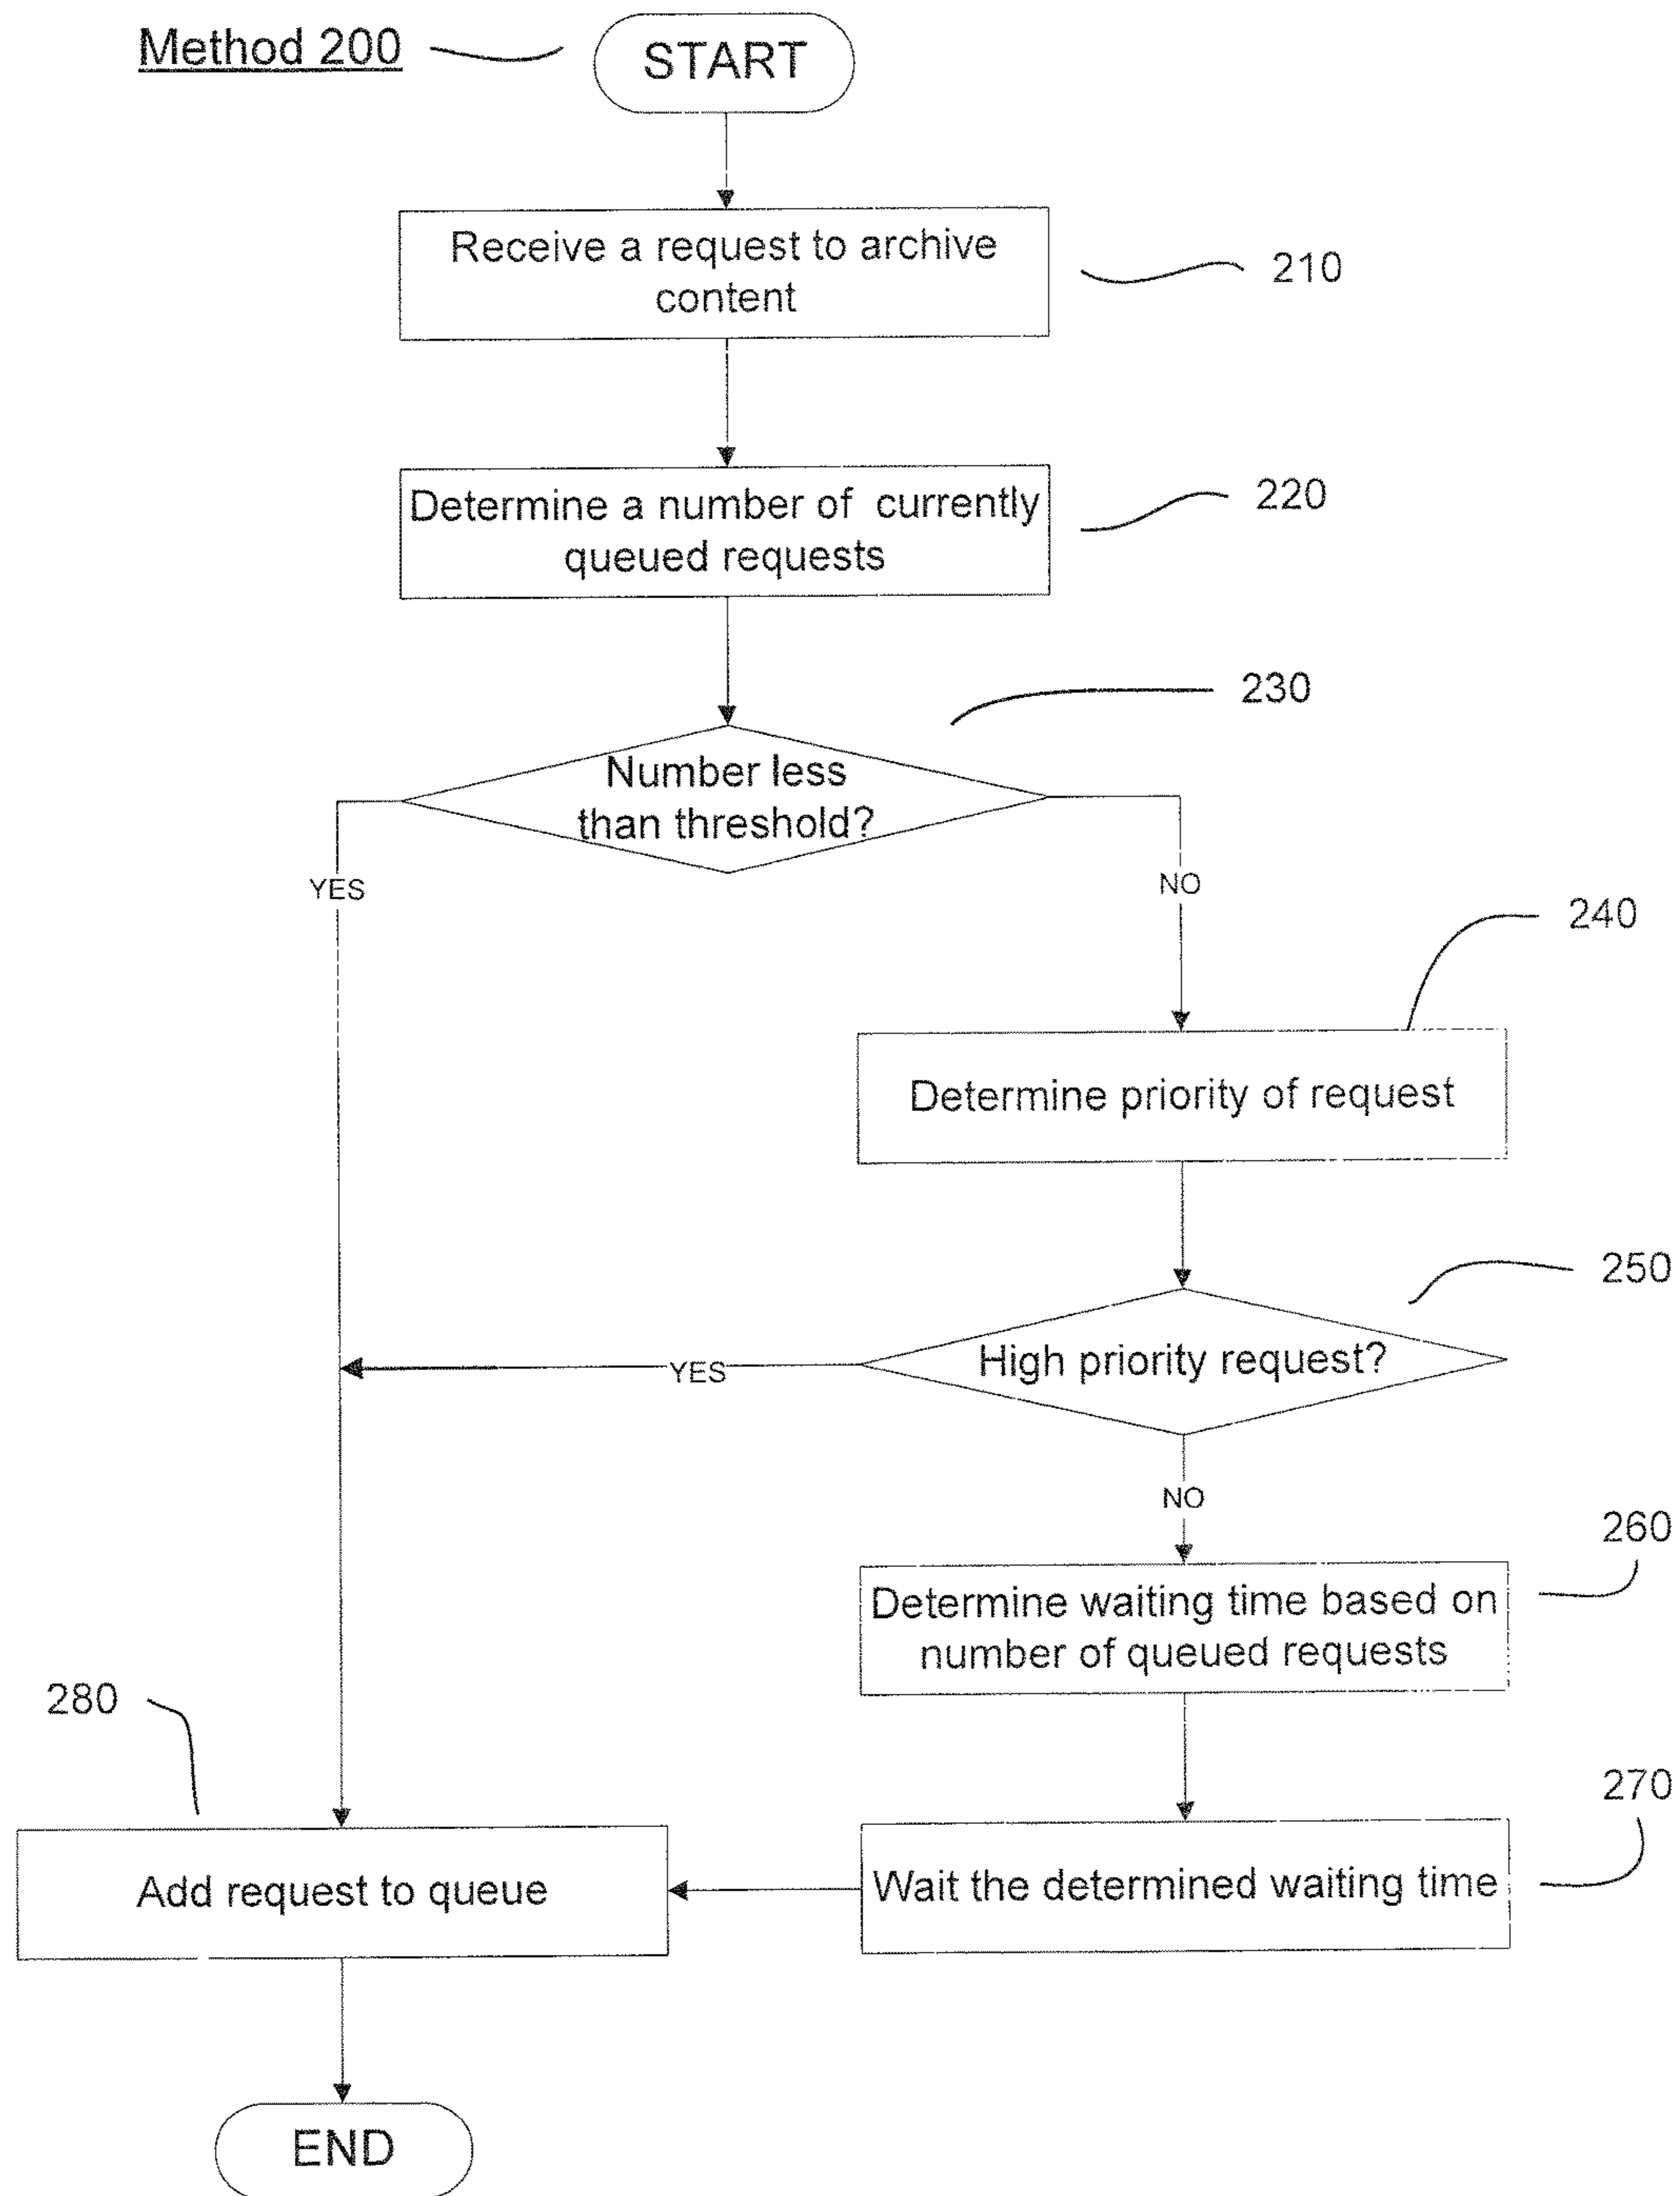 Method 200
START
Receive a request to archive
content
210
Determine a number of currently
queued requests
220
230
Number less
than threshold?
YES
NO
240
Determine priority of request
250
High priority request?
YES
NO
260
Determine waiting time based on
number of queued requests
280
270
Add request to queue
Wait the determined waiting time
END